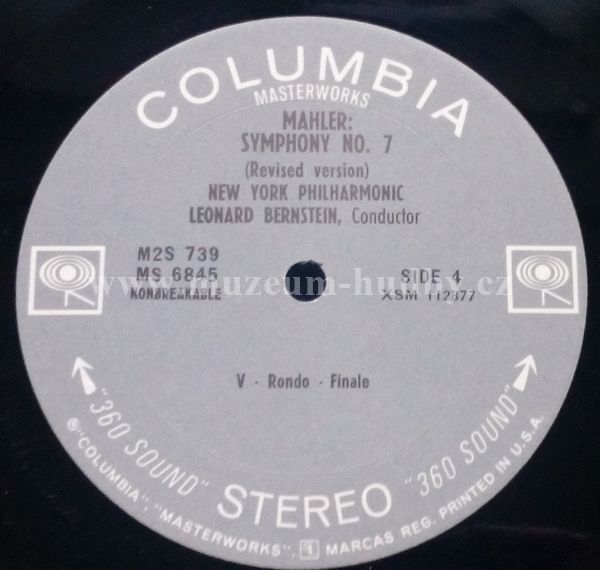 COLUMBIA
MASTERWORKS
MAHLER:
SYMPHONY NO. 7
(Revised version)
NEW YORK PHILHARMONIC
LEONARD BERNSTEIN, Conductor
M2S 739
MS 6845
NONBREAKABLE
SIDE 4
XSM 112377
www.muzeum-hudby.cz
V - Rondo - Finale
"360 SOUND" STEREO "360 SOUND"
® "COLUMBIA", "MASTERWORKS", MARCAS REG. PRINTED IN U.S.A.